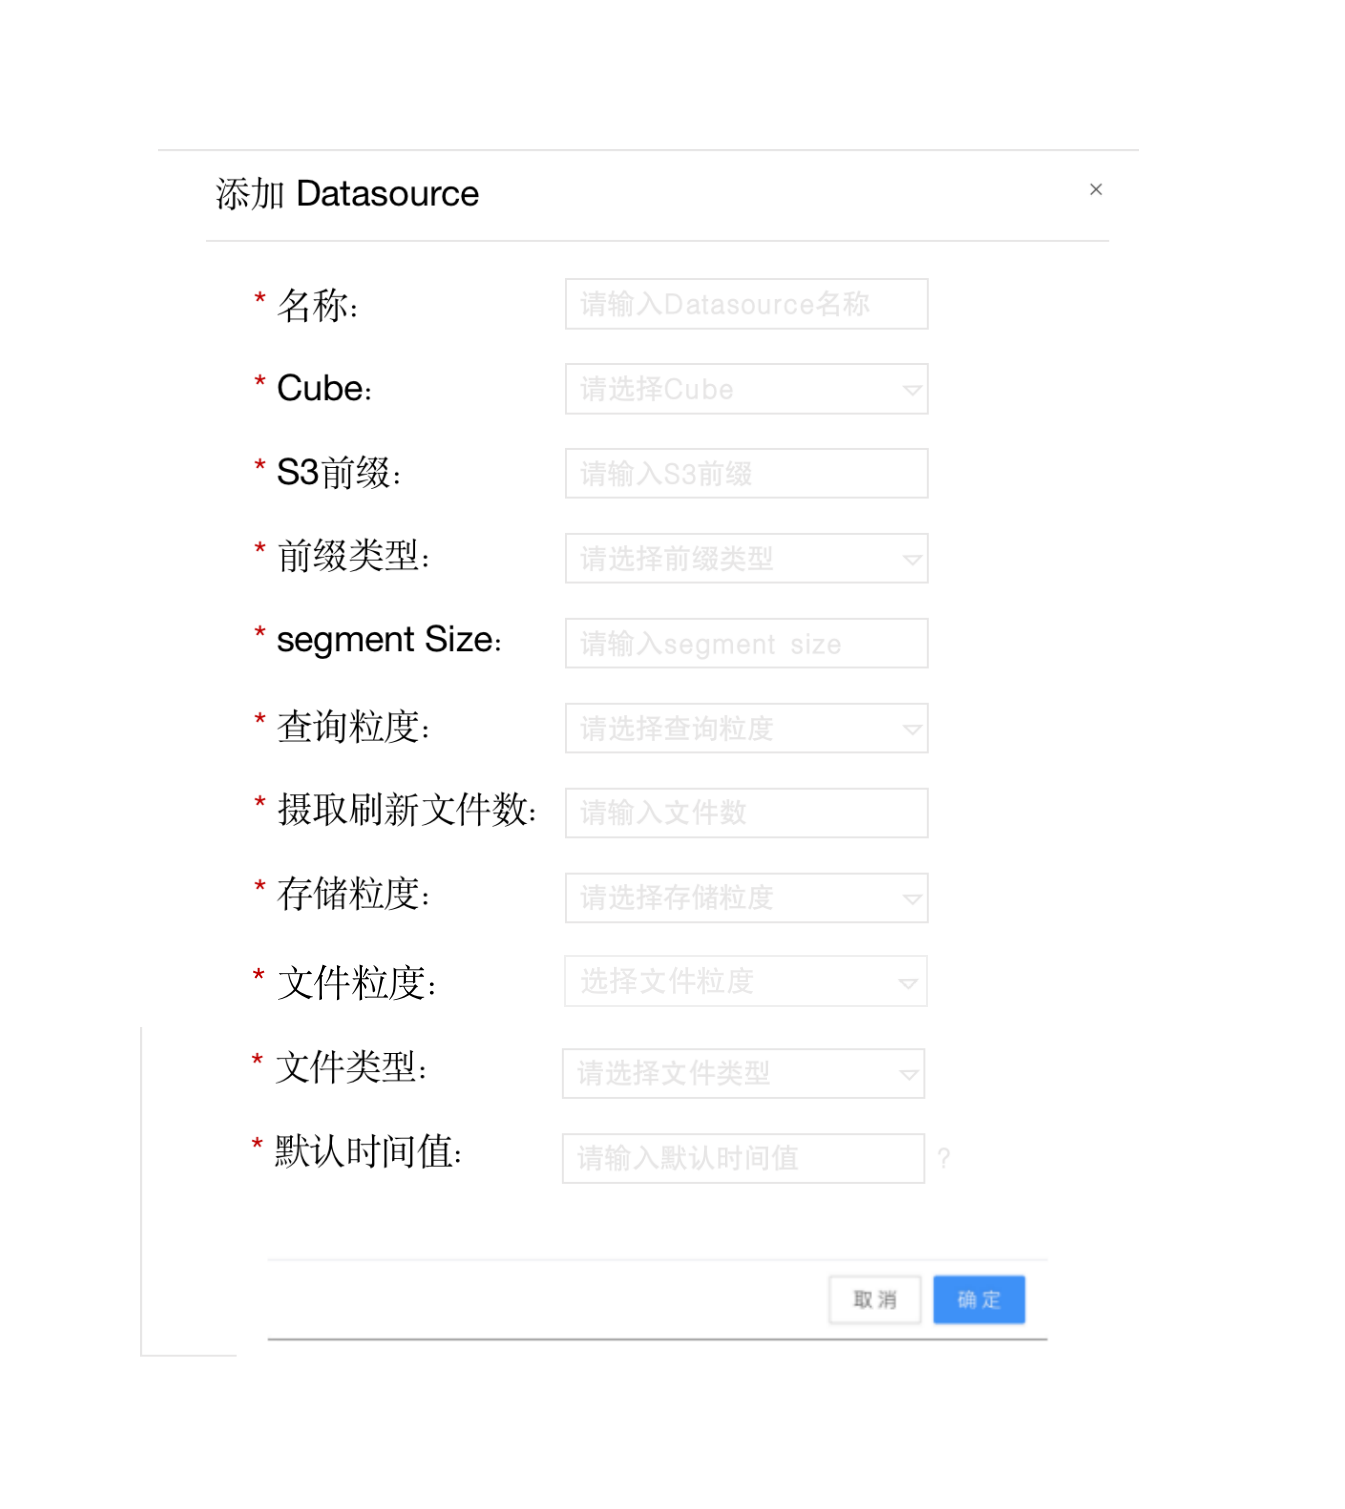 添加 Datasource ×
* 名称: 请输入Datasource名称
* Cube: 请选择Cube
* S3前缀: 请输入S3前缀
* 前缀类型: 请选择前缀类型
* segment Size: 请输入segment size
* 查询粒度: 请选择查询粒度
* 摄取刷新文件数: 请输入文件数
* 存储粒度: 请选择存储粒度
* 文件粒度: 选择文件粒度
* 文件类型: 请选择文件类型
* 默认时间值: 请输入默认时间值 ?
取消 确定